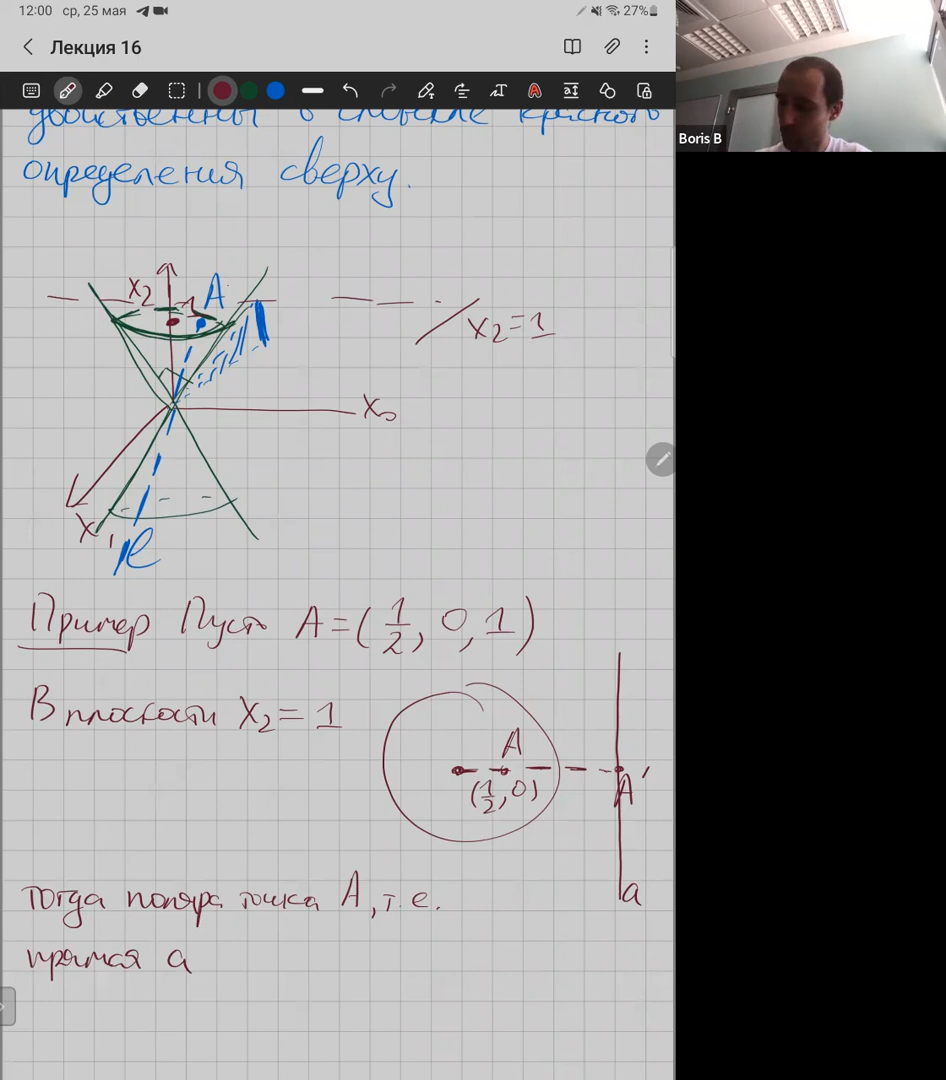 12:00 ср, 25 мая
27%
Лекция 16
Boris B
определения сверху.
x₂
1
A
x₂=1
x₀
x₁
ℓ
Пример Пусть A=(1/2, 0, 1)
В плоскости x₂=1
A
(1/2, 0)
A'
a
тогда поляра точка A, т.е.
прямая a